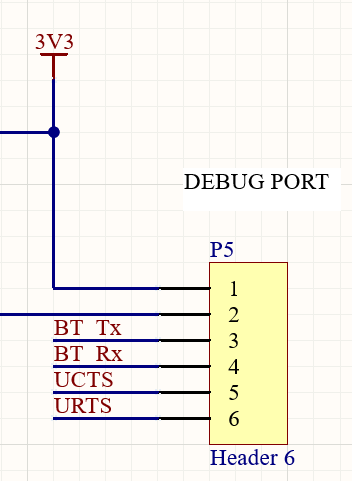 3V3
DEBUG PORT
P5
1
2
BT Tx
3
BT Rx
4
UCTS
5
URTS
6
Header 6